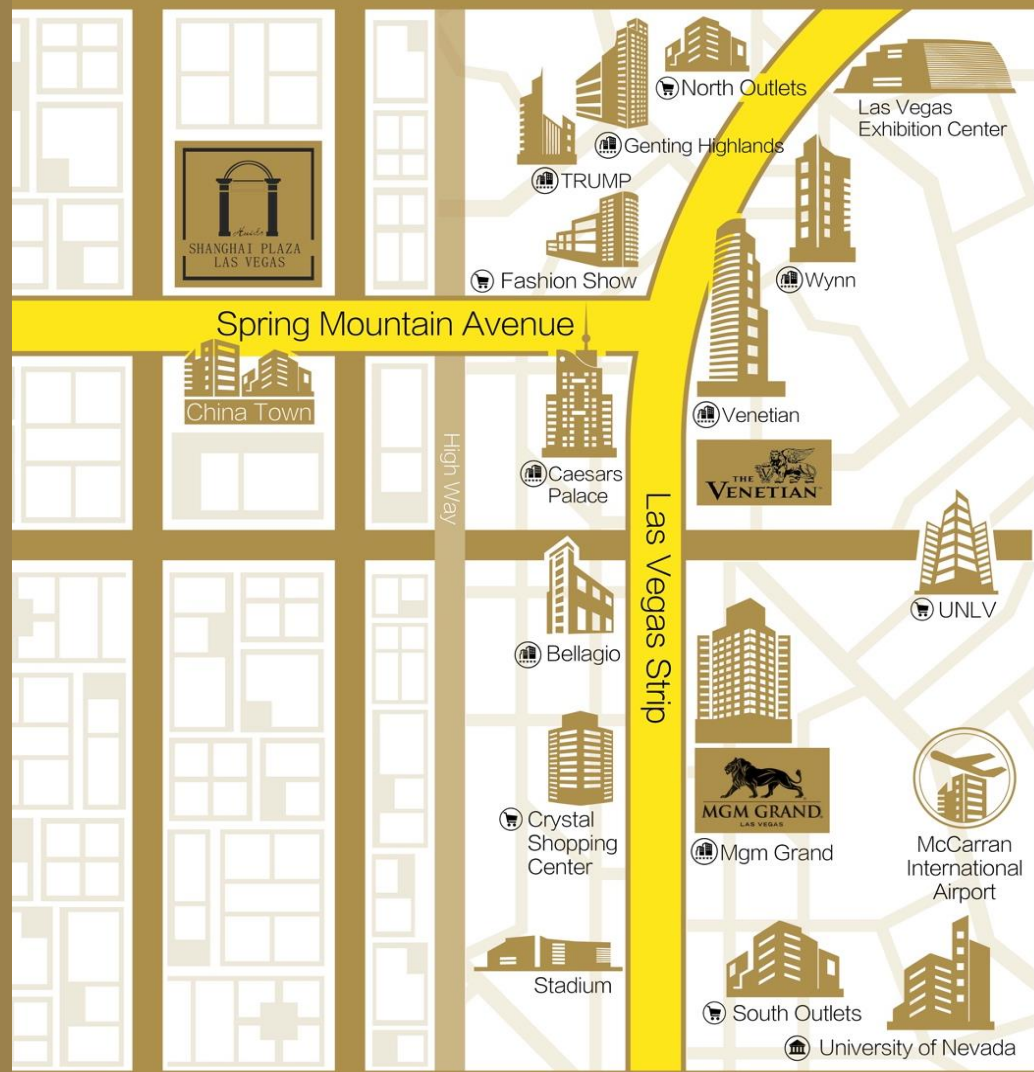 North Outlets
Las Vegas
Exhibition Center
Genting Highlands
TRUMP
Huide
SHANGHAI PLAZA
LAS VEGAS
Fashion Show
Wynn
Spring Mountain Avenue
China Town
Venetian
High Way
Caesars
Palace
THE
VENETIAN
Las Vegas Strip
UNLV
Bellagio
MGM GRAND
LAS VEGAS
Crystal
Shopping
Center
Mgm Grand
McCarran
International
Airport
Stadium
South Outlets
University of Nevada